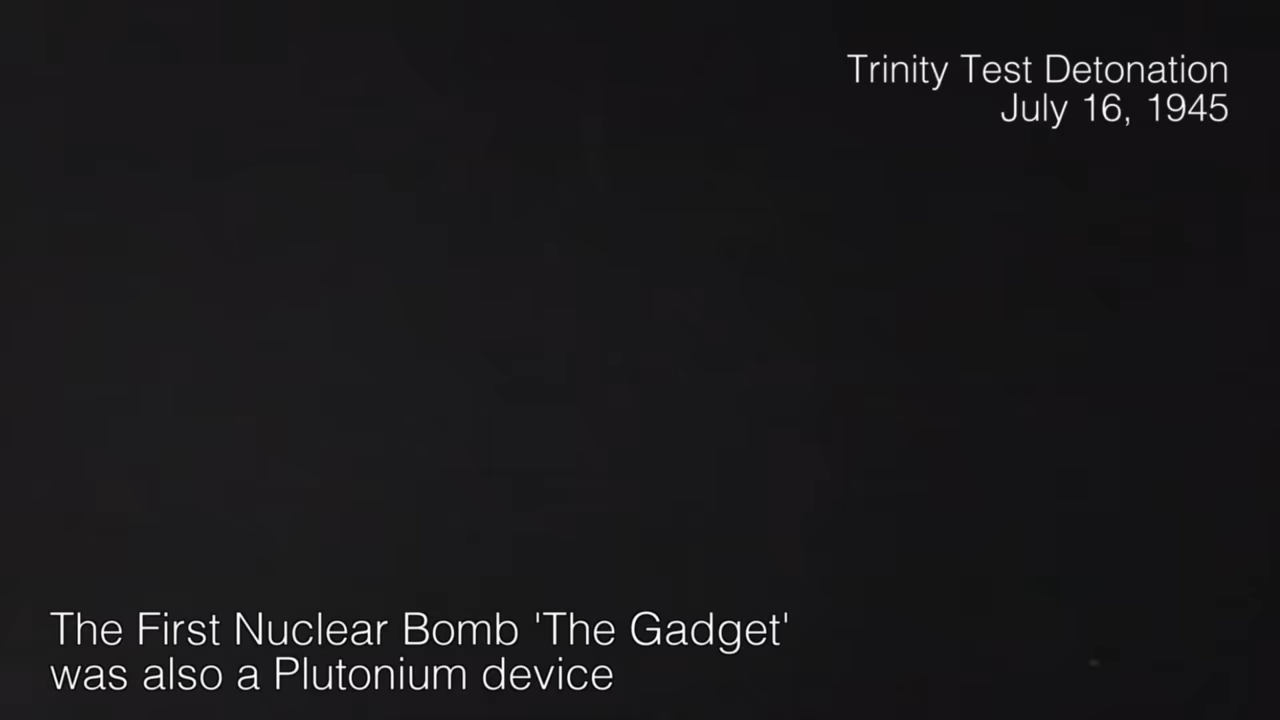 Trinity Test Detonation
July 16, 1945
The First Nuclear Bomb 'The Gadget'
was also a Plutonium device